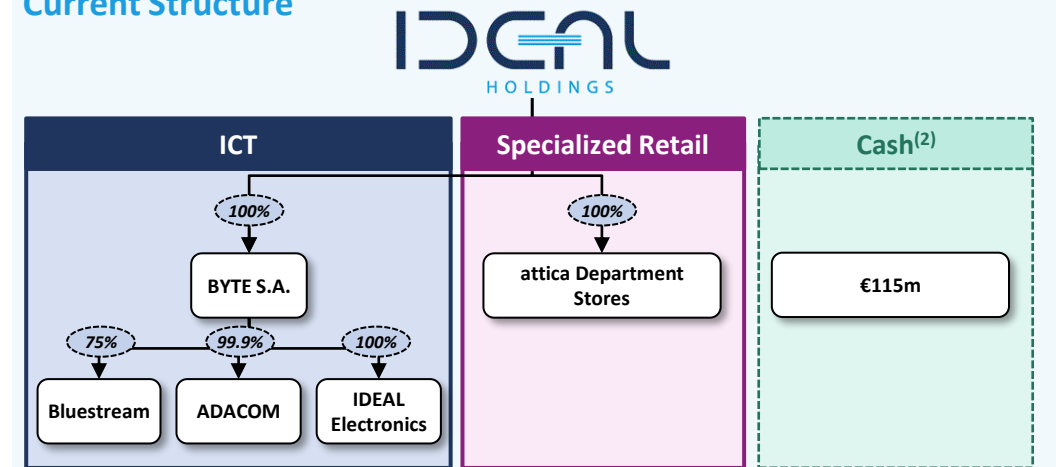 Current Structure
IDEAL
HOLDINGS
ICT
Specialized Retail
Cash(2)
100%
100%
BYTE S.A.
attica Department
Stores
€115m
75%
99.9%
100%
Bluestream
ADACOM
IDEAL
Electronics